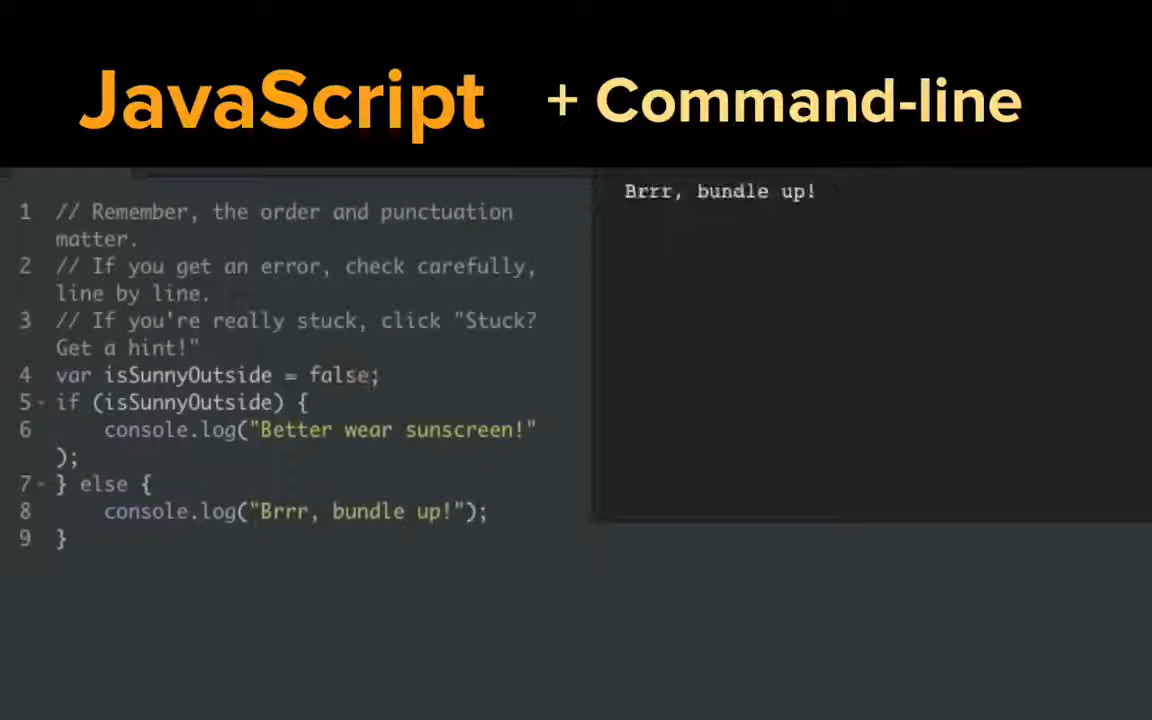 JavaScript + Command-line
1 // Remember, the order and punctuation
matter.
2 // If you get an error, check carefully,
line by line.
3 // If you're really stuck, click "Stuck?
Get a hint!"
4 var isSunnyOutside = false;
5 if (isSunnyOutside) {
6 console.log("Better wear sunscreen!"
);
7 } else {
8 console.log("Brrr, bundle up!");
9 }
Brrr, bundle up!